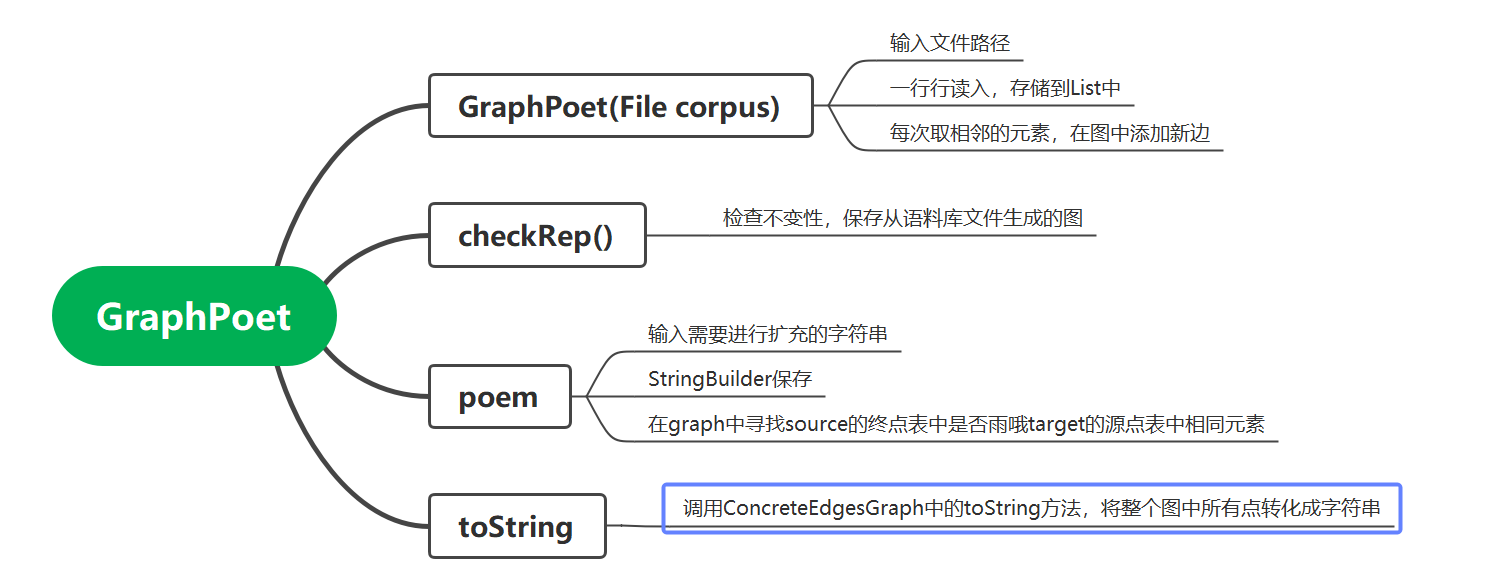 GraphPoet
GraphPoet(File corpus)
输入文件路径
一行行读入，存储到List中
每次取相邻的元素，在图中添加新边
checkRep()
检查不变性，保存从语料库文件生成的图
poem
输入需要进行扩充的字符串
StringBuilder保存
在graph中寻找source的终点表中是否雨哦target的源点表中相同元素
toString
调用ConcreteEdgesGraph中的toString方法，将整个图中所有点转化成字符串